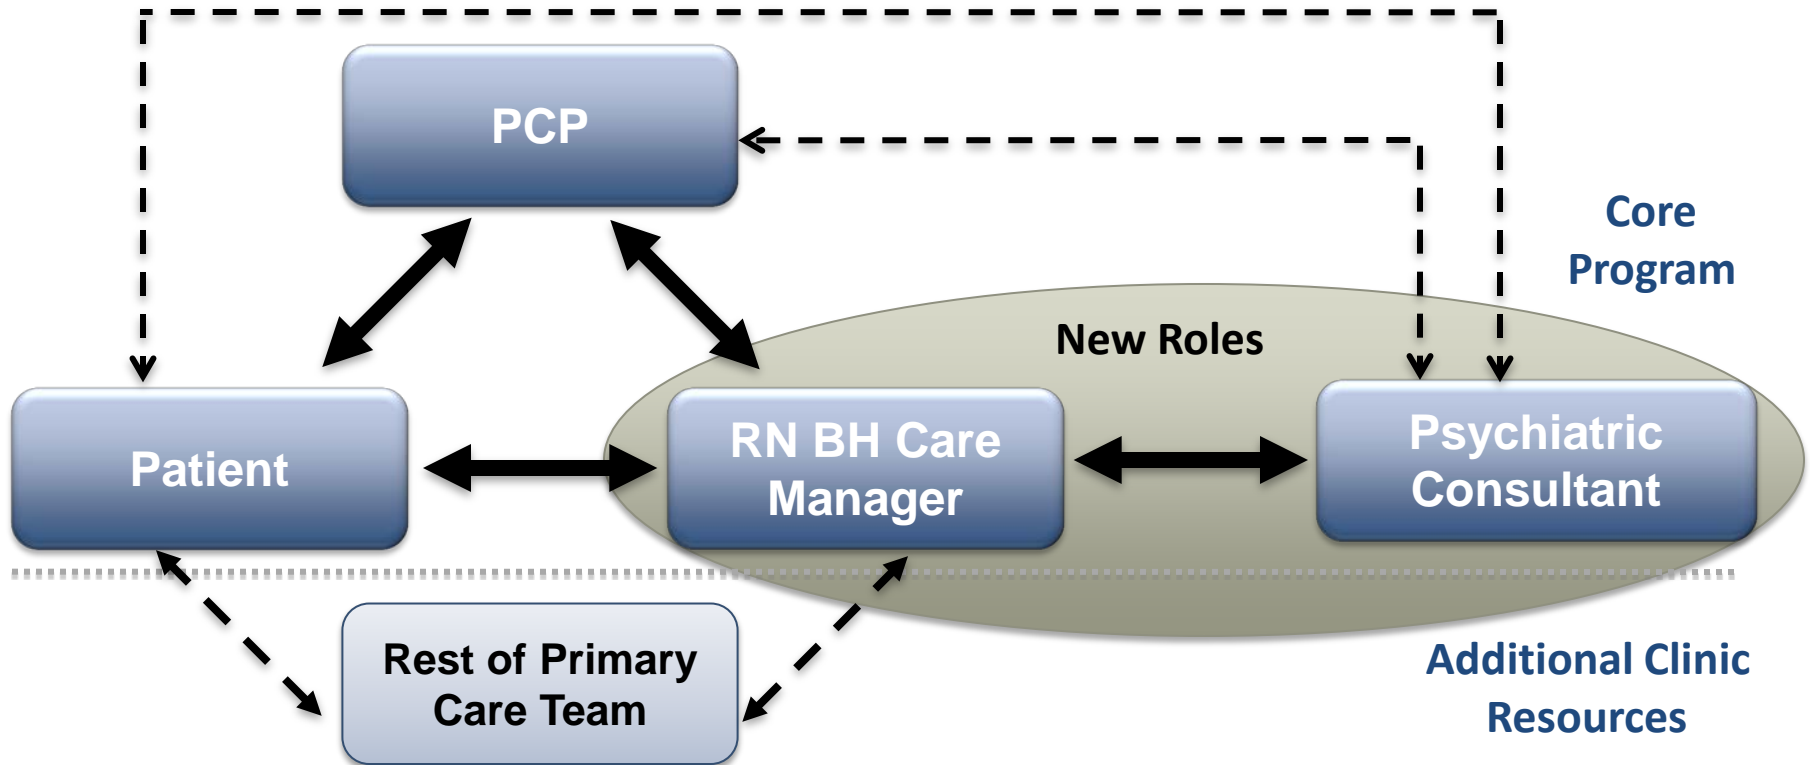 PCP
Core
Program
New Roles
Patient
RN BH Care
Manager
Psychiatric
Consultant
Rest of Primary
Care Team
Additional Clinic
Resources